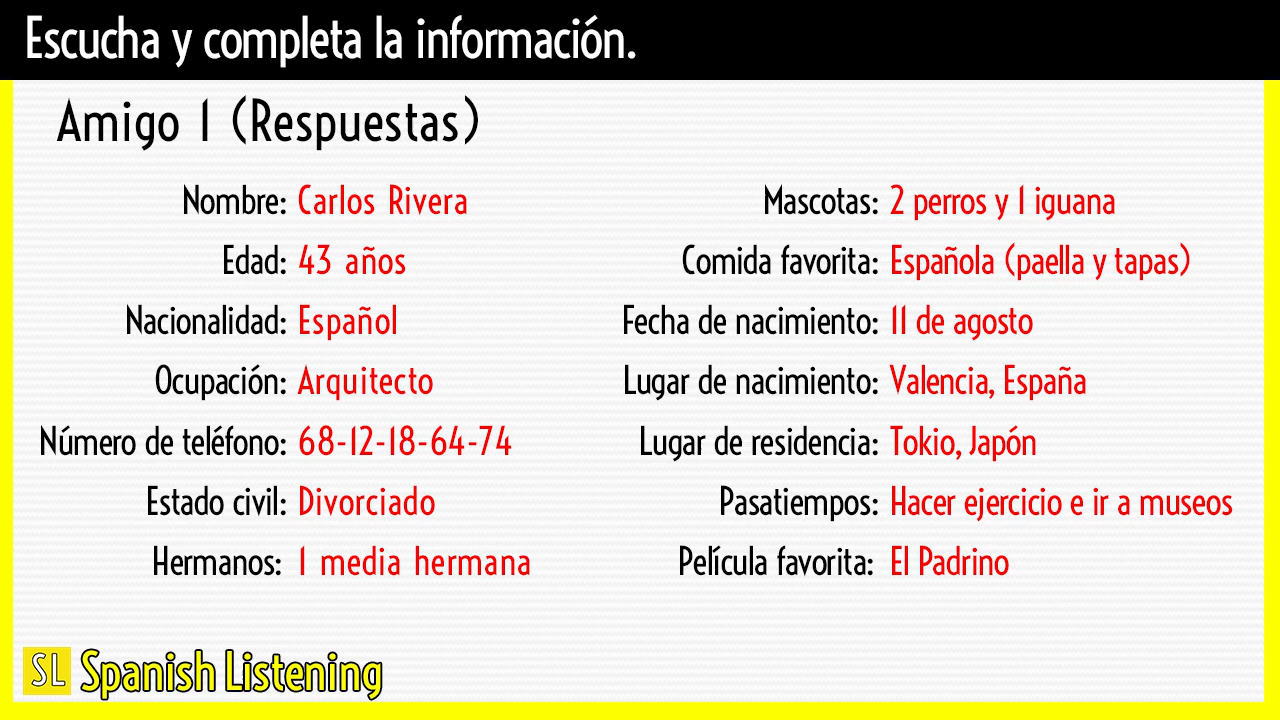 Escucha y completa la información.
Amigo 1 (Respuestas)
Nombre: Carlos Rivera
Edad: 43 años
Nacionalidad: Español
Ocupación: Arquitecto
Número de teléfono: 68-12-18-64-74
Estado civil: Divorciado
Hermanos: 1 media hermana
Mascotas: 2 perros y 1 iguana
Comida favorita: Española (paella y tapas)
Fecha de nacimiento: 11 de agosto
Lugar de nacimiento: Valencia, España
Lugar de residencia: Tokio, Japón
Pasatiempos: Hacer ejercicio e ir a museos
Película favorita: El Padrino
SL Spanish Listening